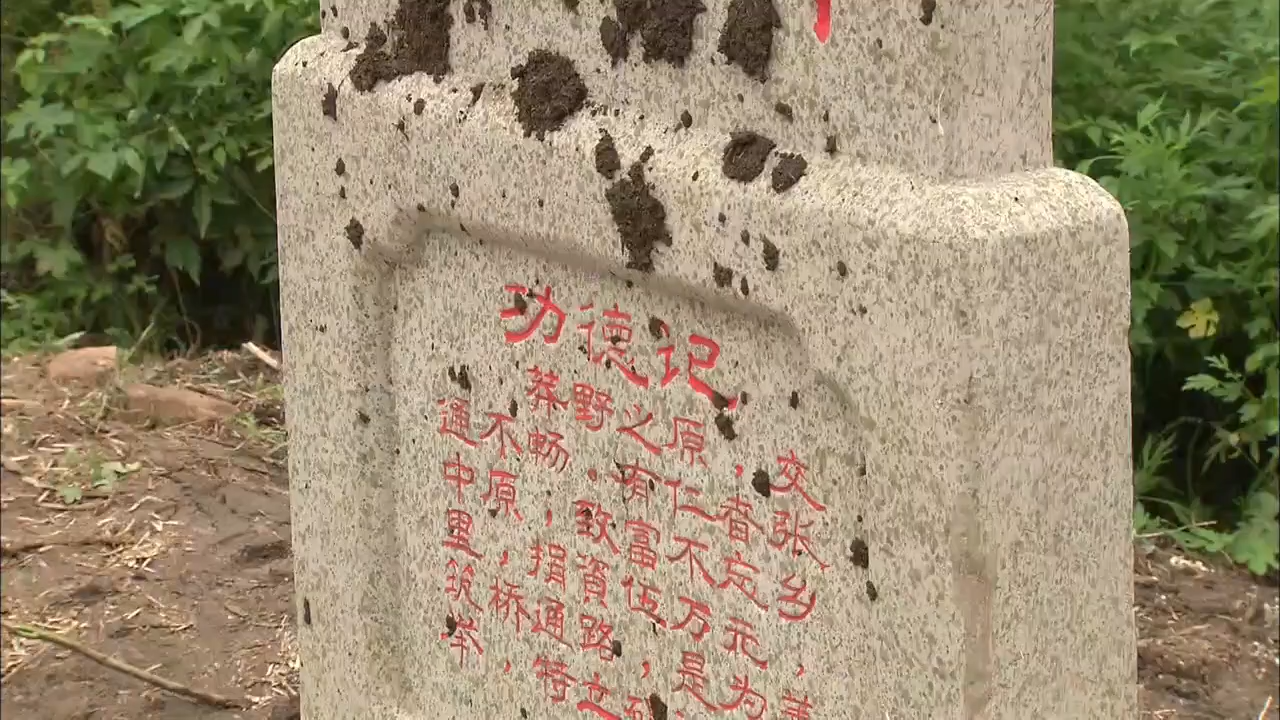 功德记
莽野之原，交
通不畅．有仁者张
中原，致富不忘乡
里，捐資伍万元，
筑桥通路，是为善
举，特立